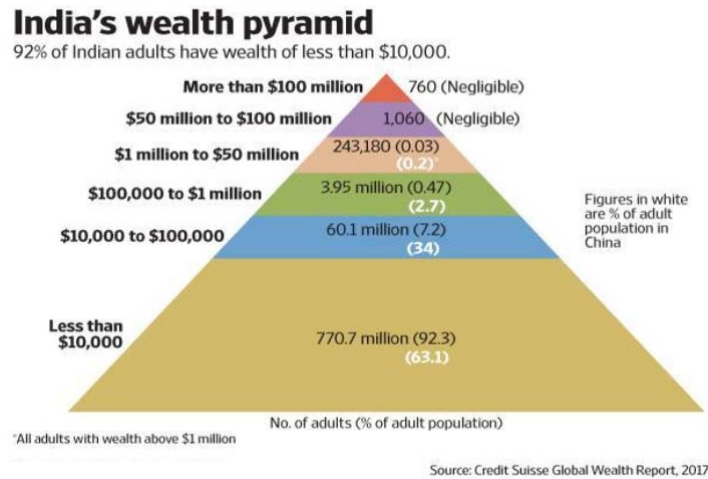 India's wealth pyramid
92% of Indian adults have wealth of less than $10,000.
More than $100 million
760 (Negligible)
$50 million to $100 million
1,060 (Negligible)
$1 million to $50 million
243,180 (0.03)
(0.2)*
$100,000 to $1 million
3.95 million (0.47)
(2.7)
$10,000 to $100,000
60.1 million (7.2)
(34)
Figures in white
are % of adult
population in
China
Less than
$10,000
770.7 million (92.3)
(63.1)
No. of adults (% of adult population)
*All adults with wealth above $1 million
Source: Credit Suisse Global Wealth Report, 2017